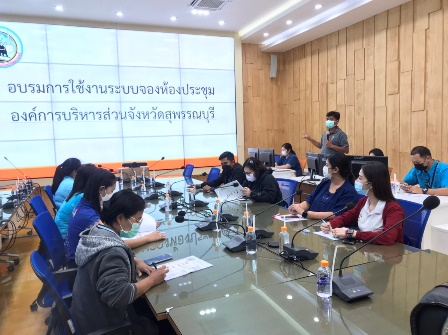 อบรมการใช้งานระบบจองห้องประชุม
องค์การบริหารส่วนจังหวัดสุพรรณบุรี